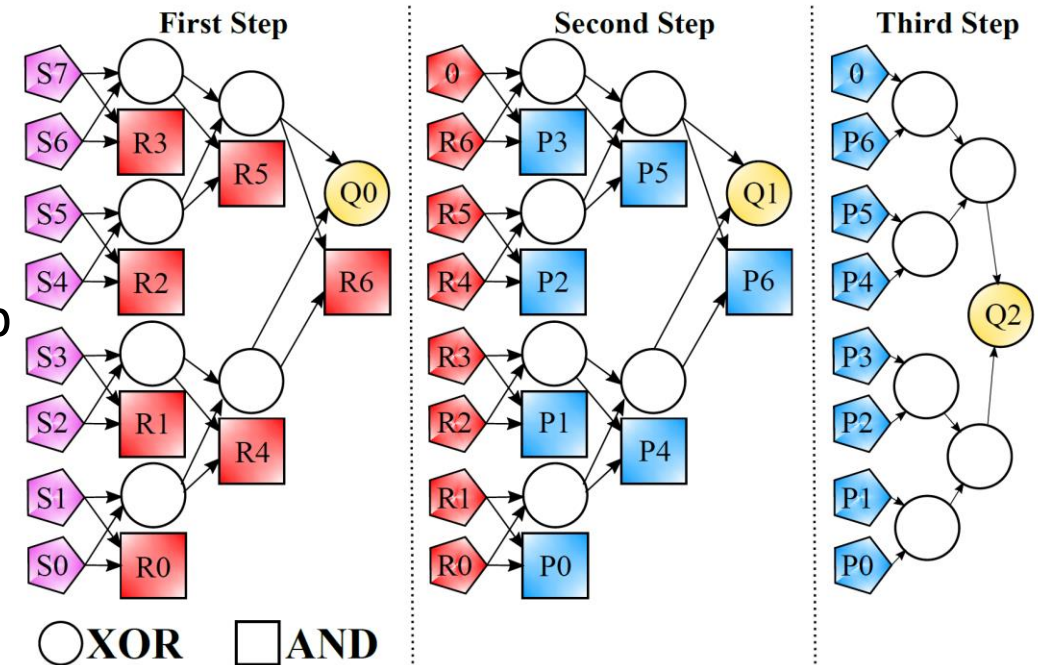 First Step
S7
S6
R3
R5
S5
S4
R2
Q0
R6
S3
S2
R1
R4
S1
S0
R0
Second Step
0
R6
P3
P5
R5
R4
P2
Q1
P6
R3
R2
P1
P4
R1
R0
P0
Third Step
0
P6
P5
P4
Q2
P3
P2
P1
P0
XOR
AND